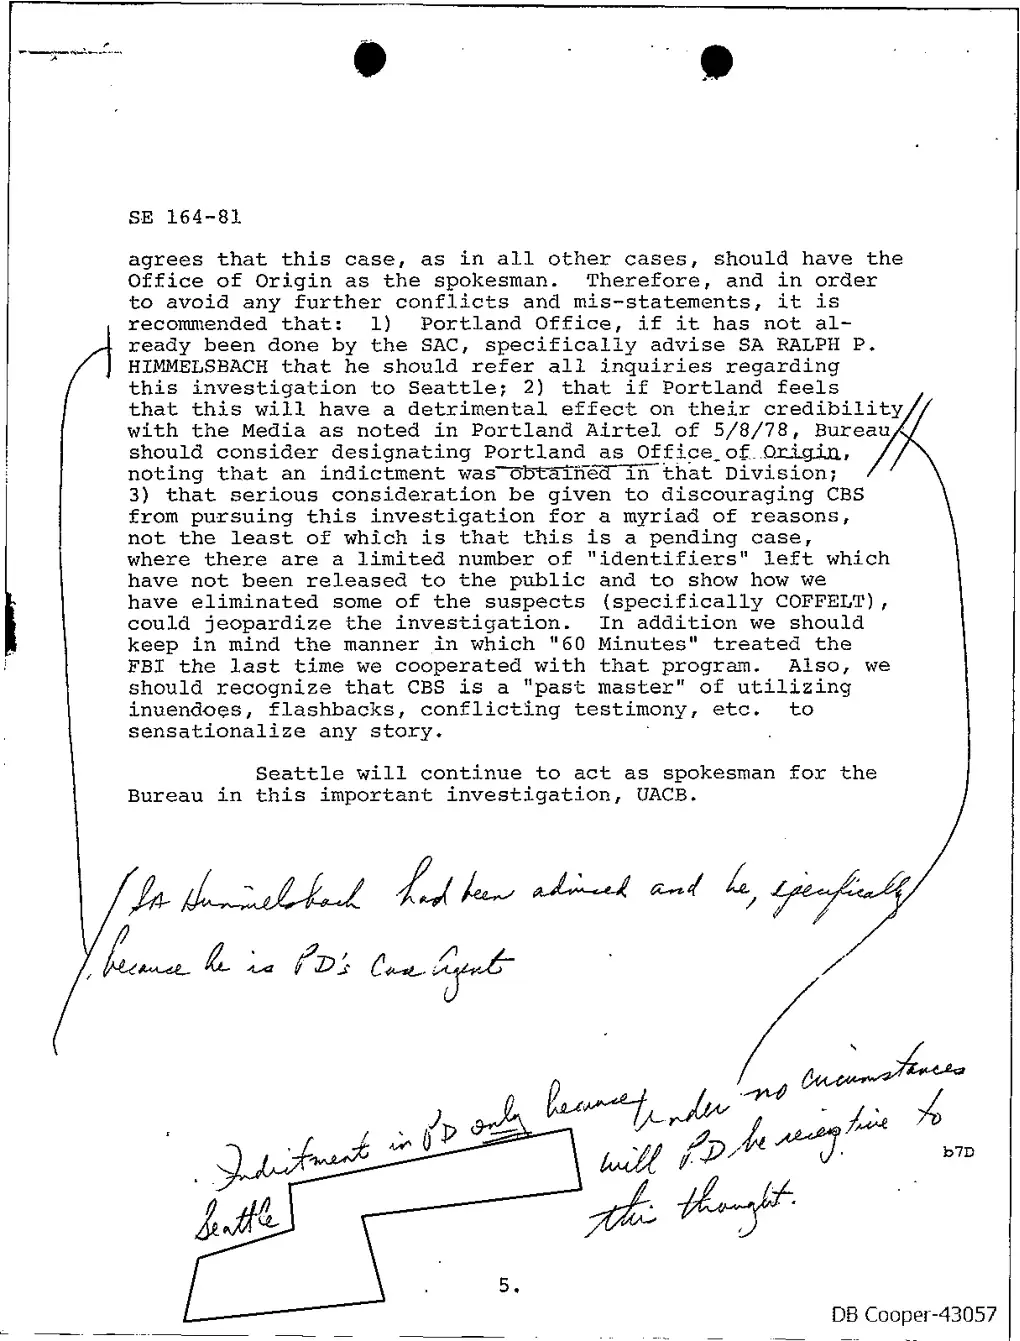 SE 164-81
agrees that this case, as in all other cases, should have the
Office of Origin as the spokesman.  Therefore, and in order
to avoid any further conflicts and mis-statements, it is
recommended that:  1)  Portland Office, if it has not al-
ready been done by the SAC, specifically advise SA RALPH P.
HIMMELSBACH that he should refer all inquiries regarding
this investigation to Seattle; 2) that if Portland feels
that this will have a detrimental effect on their credibility
with the Media as noted in Portland Airtel of 5/8/78, Bureau
should consider designating Portland as Office of Origin,
noting that an indictment was obtained in that Division;
3) that serious consideration be given to discouraging CBS
from pursuing this investigation for a myriad of reasons,
not the least of which is that this is a pending case,
where there are a limited number of "identifiers" left which
have not been released to the public and to show how we
have eliminated some of the suspects (specifically COFFELT),
could jeopardize the investigation.  In addition we should
keep in mind the manner in which "60 Minutes" treated the
FBI the last time we cooperated with that program.  Also, we
should recognize that CBS is a "past master" of utilizing
inuendoes, flashbacks, conflicting testimony, etc.  to
sensationalize any story.
Seattle will continue to act as spokesman for the
Bureau in this important investigation, UACB.
SA Hummelsbach had been advised and he, specifically
because he is PD's Case Agent
Indictment in PD only because
Seattle
Under no circumstances
will PD be receptive to
this thought.
b7D
5.
DB Cooper-43057